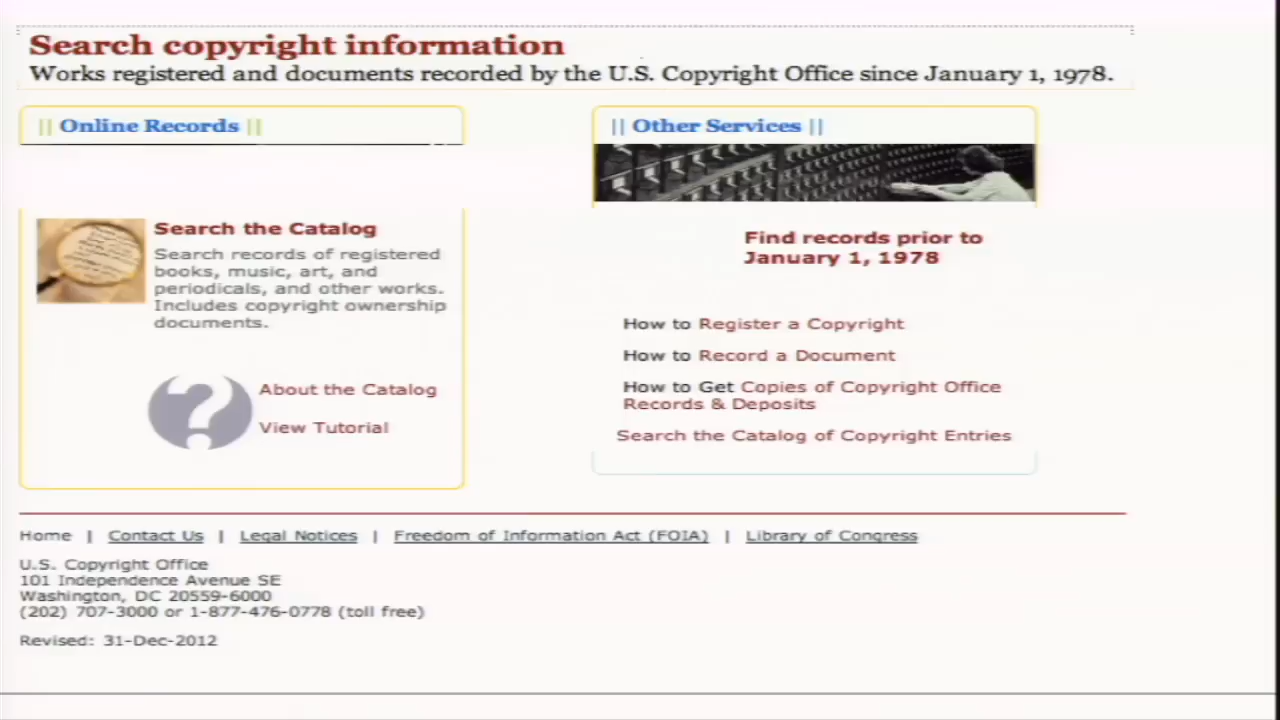 Search copyright information
Works registered and documents recorded by the U.S. Copyright Office since January 1, 1978.
|| Online Records ||
Search the Catalog
Search records of registered
books, music, art, and
periodicals, and other works.
Includes copyright ownership
documents.
?
About the Catalog
View Tutorial
|| Other Services ||
Find records prior to
January 1, 1978
How to Register a Copyright
How to Record a Document
How to Get Copies of Copyright Office
Records & Deposits
Search the Catalog of Copyright Entries
Home | Contact Us | Legal Notices | Freedom of Information Act (FOIA) | Library of Congress
U.S. Copyright Office
101 Independence Avenue SE
Washington, DC 20559-6000
(202) 707-3000 or 1-877-476-0778 (toll free)
Revised: 31-Dec-2012